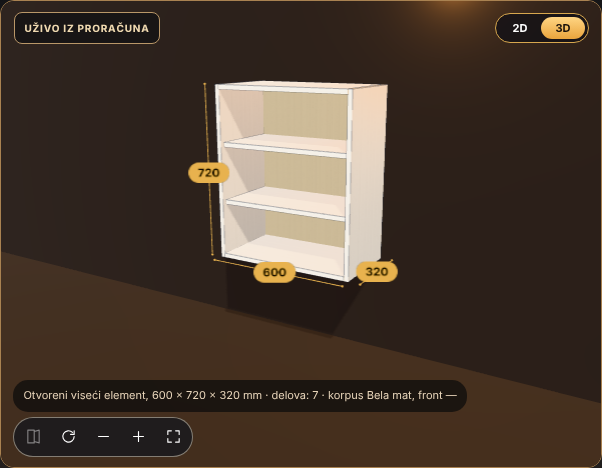 UŽIVO IZ PRORAČUNA
2D 3D
720
600
320
Otvoreni viseći element, 600 × 720 × 320 mm · delova: 7 · korpus Bela mat, front —